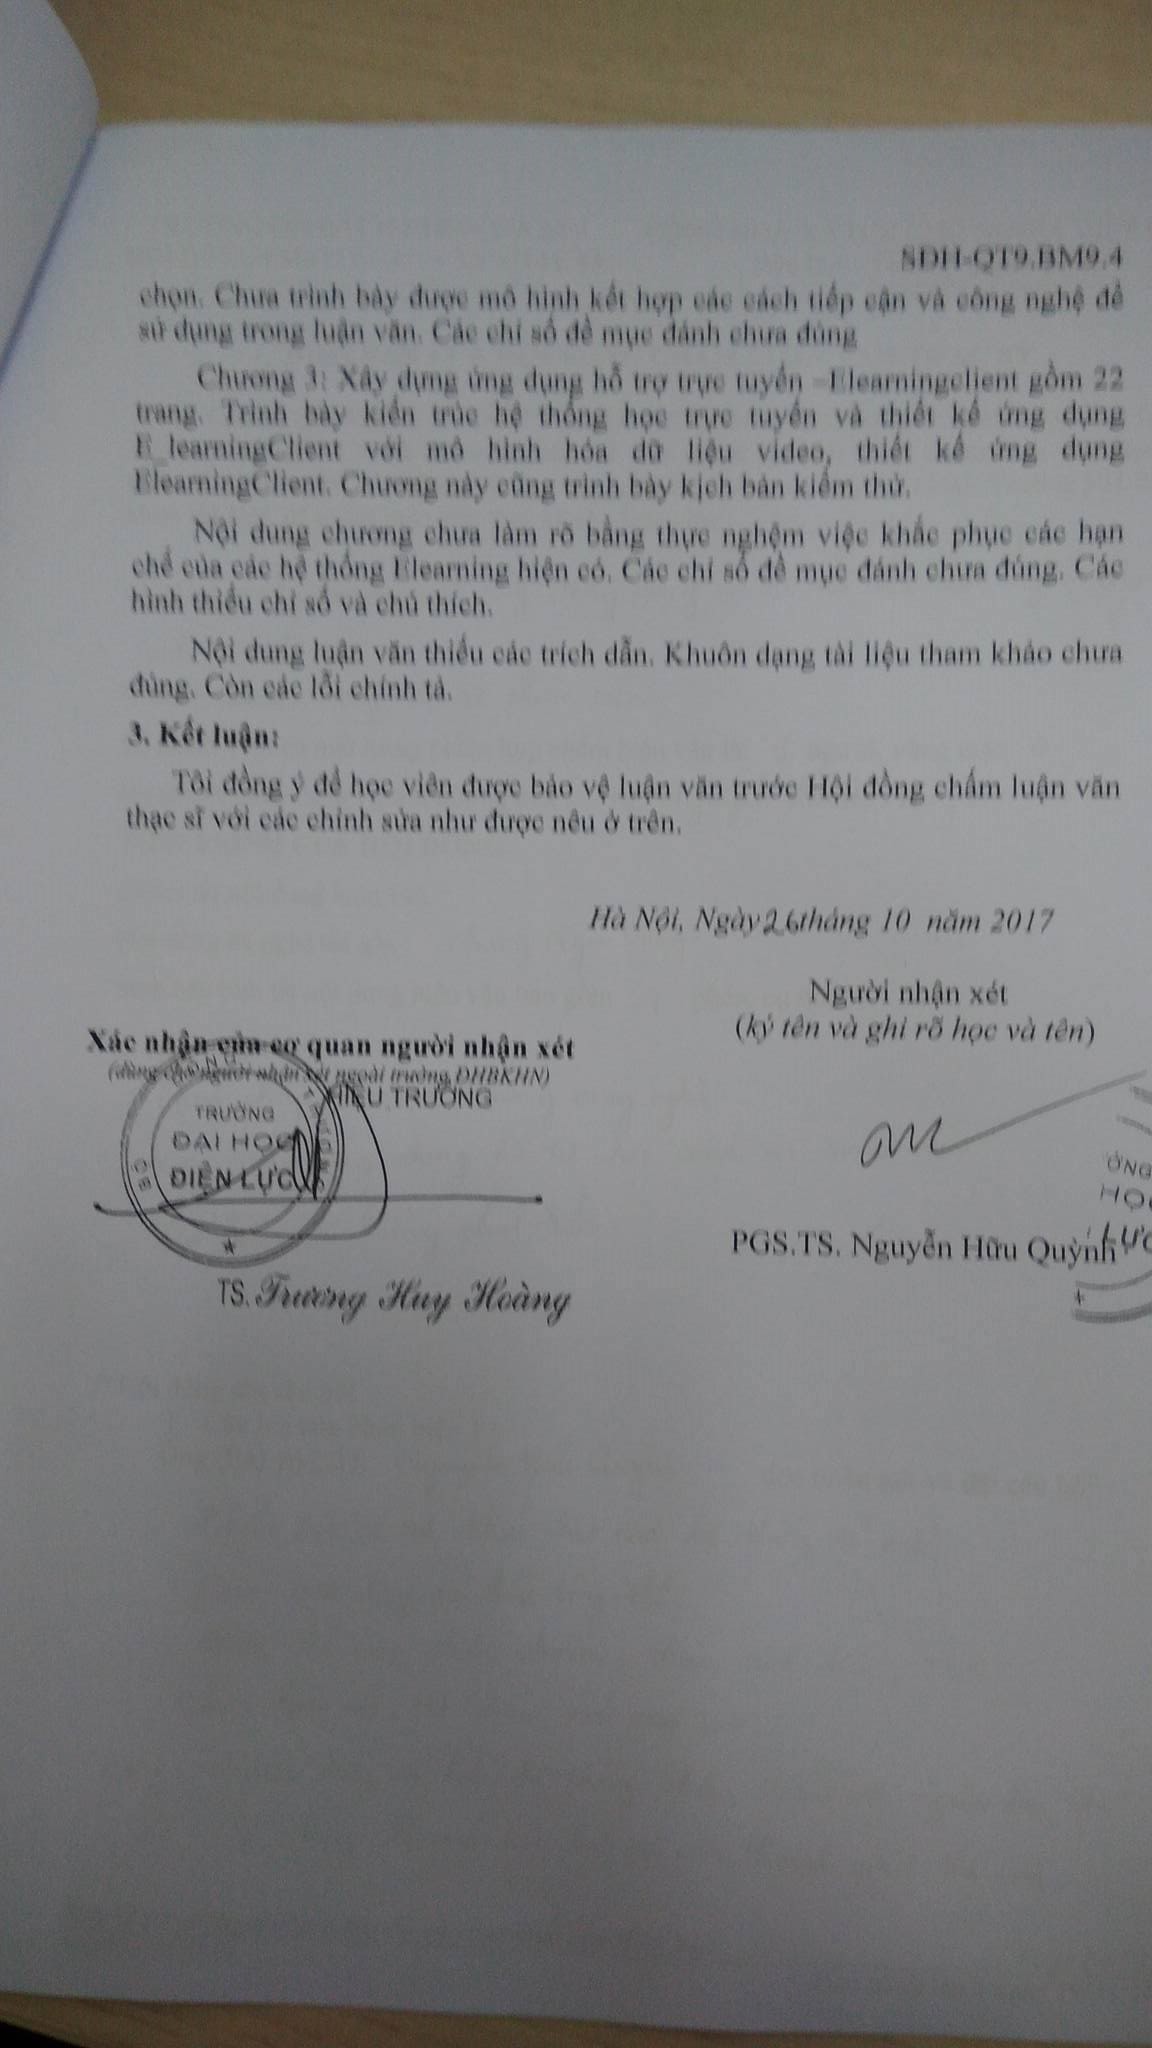 SĐH-QT9.BM9.4
chọn. Chưa trình bày được mô hình kết hợp các cách tiếp cận và công nghệ để
sử dụng trong luận văn. Các chỉ số đề mục đánh chưa đúng
Chương 3: Xây dựng ứng dụng hỗ trợ trực tuyến –Elearningclient gồm 22
trang. Trình bày kiến trúc hệ thống học trực tuyến và thiết kế ứng dụng
E_learningClient với mô hình hóa dữ liệu video, thiết kế ứng dụng
ElearningClient. Chương này cũng trình bày kịch bản kiểm thử.
Nội dung chương chưa làm rõ bằng thực nghệm việc khắc phục các hạn
chế của các hệ thống Elearning hiện có. Các chỉ số đề mục đánh chưa đúng. Các
hình thiếu chỉ số và chú thích.
Nội dung luận văn thiếu các trích dẫn. Khuôn dạng tài liệu tham khảo chưa
đúng. Còn các lỗi chính tả.
3. Kết luận:
Tôi đồng ý để học viên được bảo vệ luận văn trước Hội đồng chấm luận văn
thạc sĩ với các chỉnh sửa như được nêu ở trên.
Hà Nội, Ngày 26 tháng 10 năm 2017
Người nhận xét
(ký tên và ghi rõ học và tên)
Xác nhận của cơ quan người nhận xét
(dùng cho người nhận xét ngoài trường ĐHBKHN)
HIỆU TRƯỞNG
TRƯỜNG
ĐẠI HỌC
ĐIỆN LỰC
ỜNG
HỌC
LỰC
PGS.TS. Nguyễn Hữu Quỳnh
TS. Trương Huy Hoàng